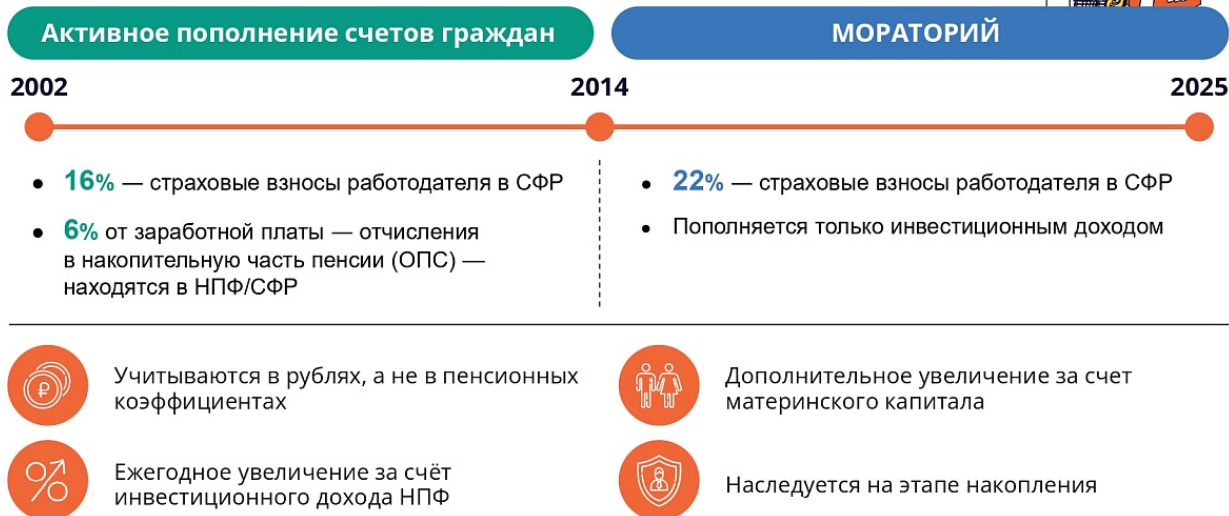 Активное пополнение счетов граждан
МОРАТОРИЙ
2002
2014
2025
● 16% — страховые взносы работодателя в СФР
● 6% от заработной платы — отчисления
в накопительную часть пенсии (ОПС) —
находятся в НПФ/СФР
● 22% — страховые взносы работодателя в СФР
● Пополняется только инвестиционным доходом
₽
Учитываются в рублях, а не в пенсионных
коэффициентах
Дополнительное увеличение за счет
материнского капитала
%
Ежегодное увеличение за счёт
инвестиционного дохода НПФ
Наследуется на этапе накопления